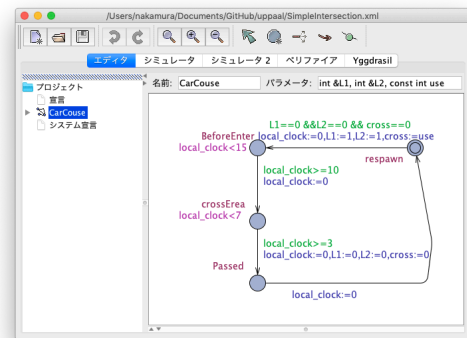 /Users/nakamura/Documents/GitHub/uppaal/SimpleIntersection.xml
エディタ シミュレータ シミュレータ 2 ベリファイア Yggdrasil
プロジェクト
宣言
CarCouse
システム宣言
名前: CarCouse パラメータ: int &L1, int &L2, const int use
L1==0 &&L2==0 && cross==0
BeforeEnter local_clock:=0,L1:=1,L2:=1,cross:=use
local_clock<15
respawn
local_clock>=10
local_clock:=0
crossErea
local_clock<7
local_clock>=3
local_clock:=0,L1:=0,L2:=0,cross:=0
Passed
local_clock:=0